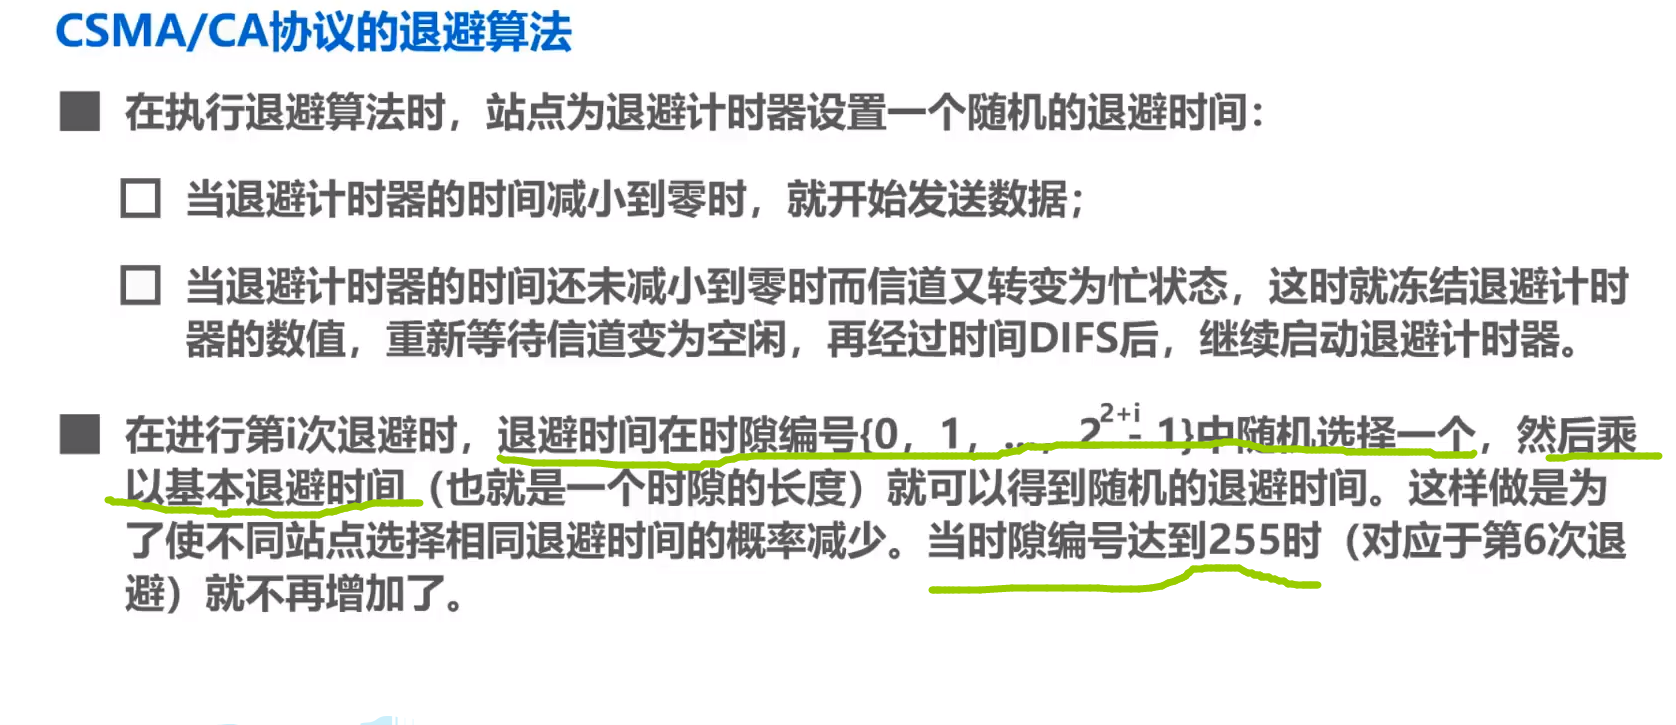 CSMA/CA协议的退避算法
在执行退避算法时，站点为退避计时器设置一个随机的退避时间：
当退避计时器的时间减小到零时，就开始发送数据；
当退避计时器的时间还未减小到零时而信道又转变为忙状态，这时就冻结退避计时
器的数值，重新等待信道变为空闲，再经过时间DIFS后，继续启动退避计时器。
在进行第i次退避时，退避时间在时隙编号{0，1，…，2^{2+i} - 1}中随机选择一个，然后乘
以基本退避时间（也就是一个时隙的长度）就可以得到随机的退避时间。这样做是为
了使不同站点选择相同退避时间的概率减少。当时隙编号达到255时（对应于第6次退
避）就不再增加了。